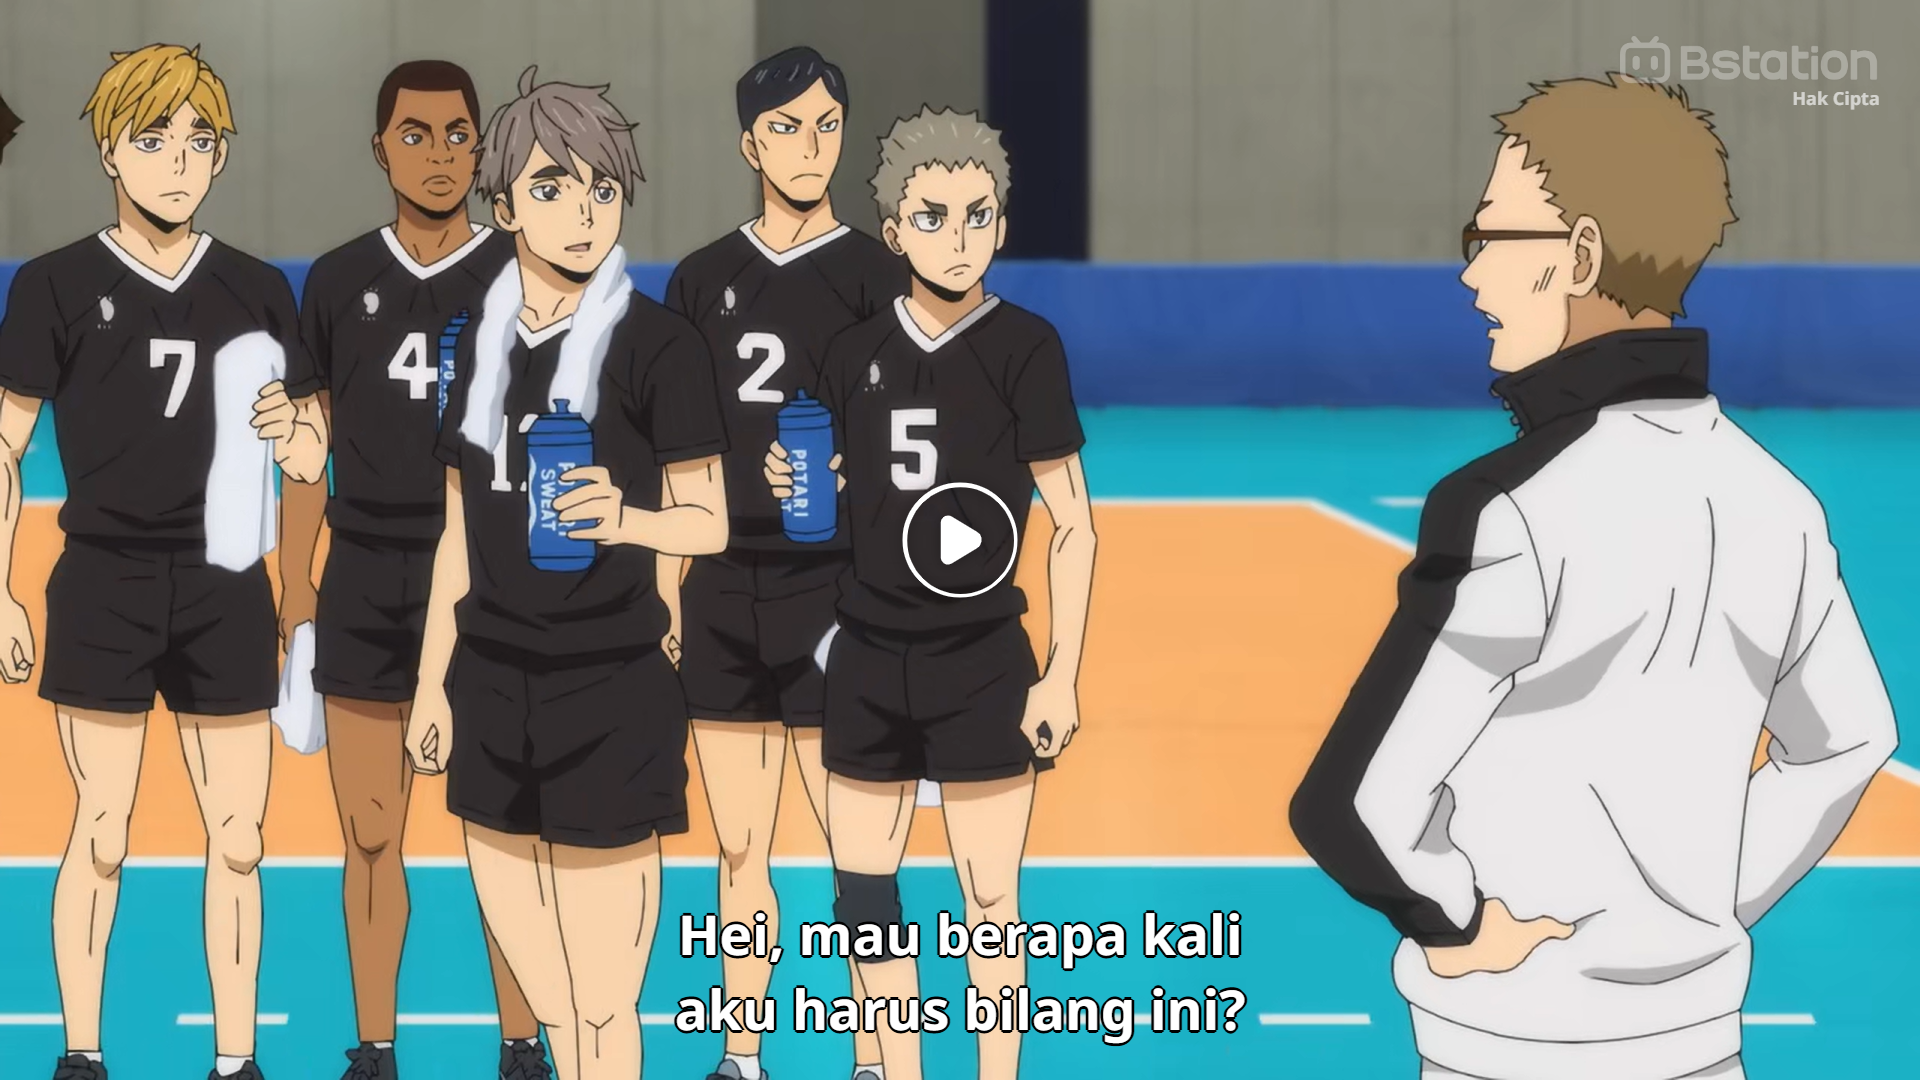 Bstation
Hak Cipta
7
4
2
5
POTARI
SWEAT
POTARI
Hei, mau berapa kali
aku harus bilang ini?